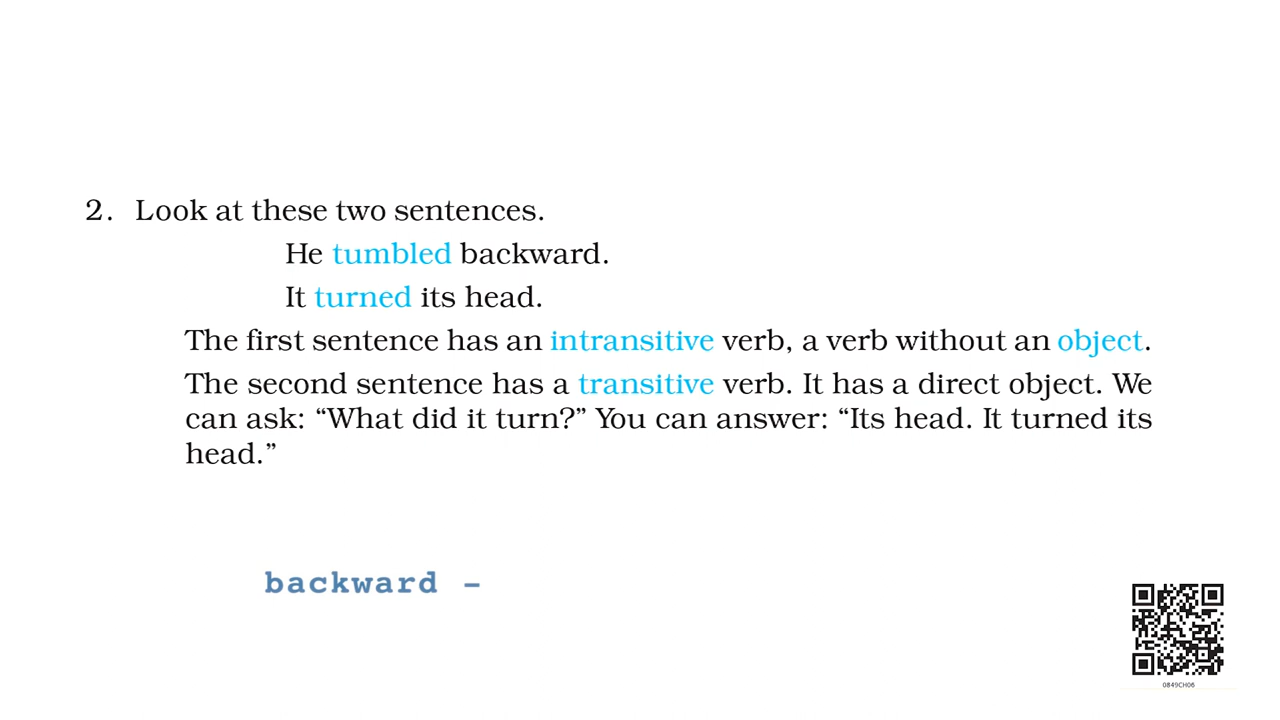 2. Look at these two sentences.
He tumbled backward.
It turned its head.
The first sentence has an intransitive verb, a verb without an object.
The second sentence has a transitive verb. It has a direct object. We
can ask: “What did it turn?” You can answer: “Its head. It turned its
head.”
backward -
0849CH06